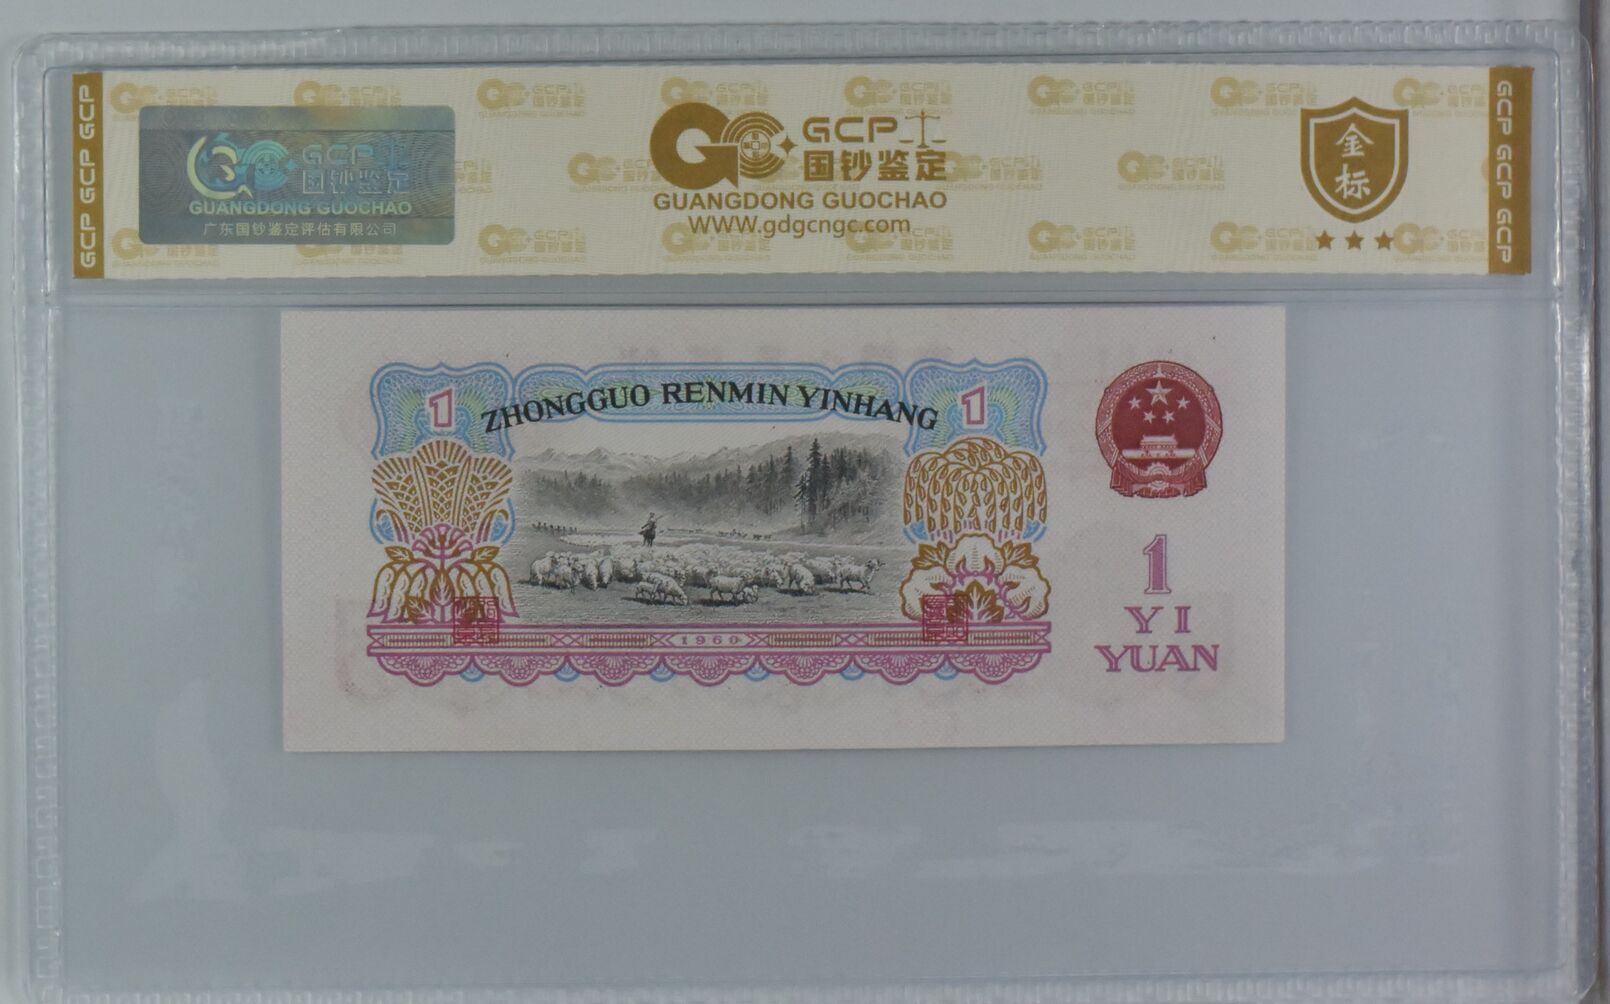 GCP GCP GCP
GCP
国钞鉴定
GUANGDONG GUOCHAO
广东国钞鉴定评估有限公司
GCP
国钞鉴定
GUANGDONG GUOCHAO
WWW.gdgcngc.com
金
标
GCP GCP GCP
1
ZHONGGUO RENMIN YINHANG
1
1960
1
YI
YUAN